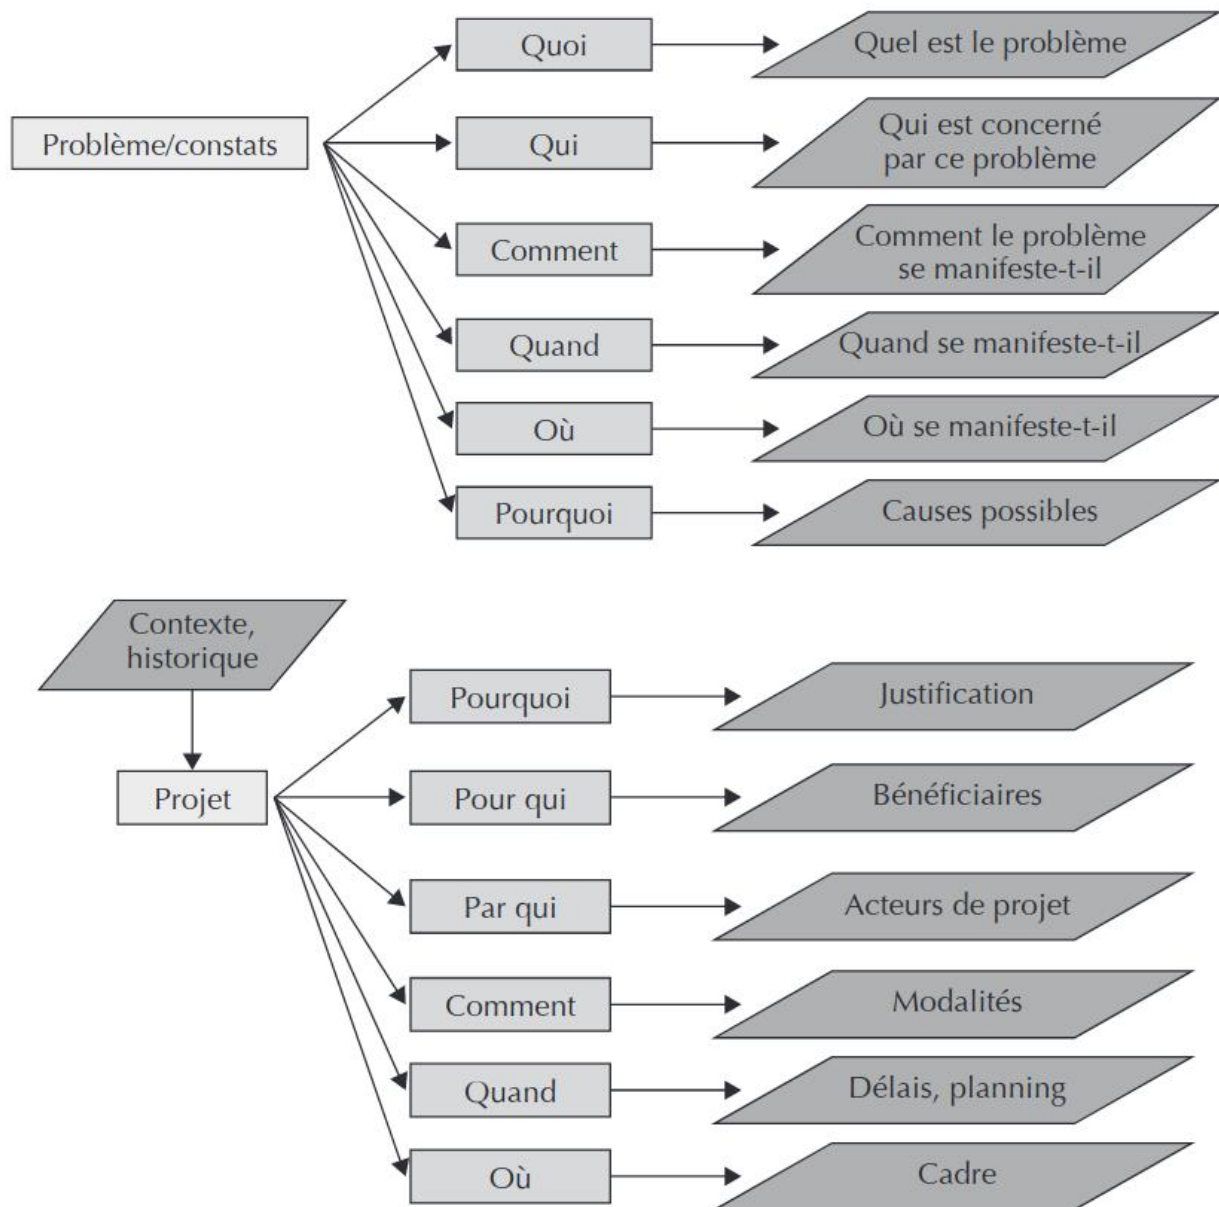 Quoi
Quel est le problème
Problème/constats
Qui
Qui est concerné
par ce problème
Comment
Comment le problème
se manifeste-t-il
Quand
Quand se manifeste-t-il
Où
Où se manifeste-t-il
Pourquoi
Causes possibles
Contexte,
historique
Projet
Pourquoi
Justification
Pour qui
Bénéficiaires
Par qui
Acteurs de projet
Comment
Modalités
Quand
Délais, planning
Où
Cadre